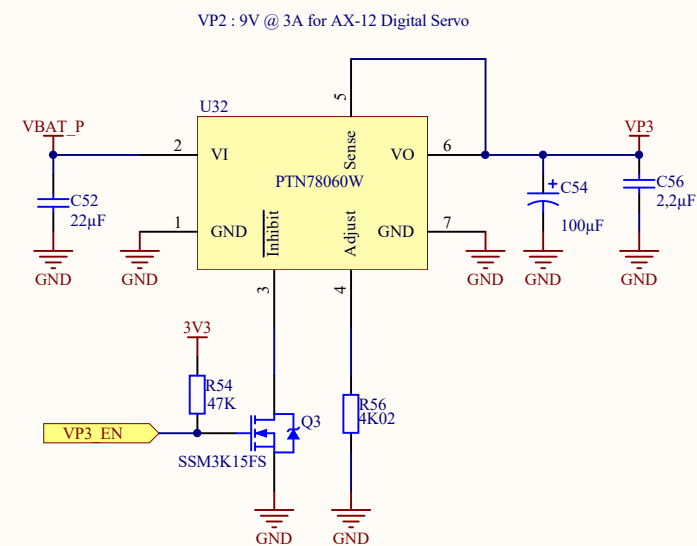 VP2 : 9V @ 3A for AX-12 Digital Servo
U32
VBAT_P
VP3
5
2
VI
Sense
VO
6
PTN78060W
C52
22µF
C54
100µF
C56
2,2µF
1
GND
Inhibit
Adjust
GND
7
GND
GND
GND
GND
GND
3
4
3V3
R54
47K
R56
4K02
VP3_EN
Q3
SSM3K15FS
GND
GND